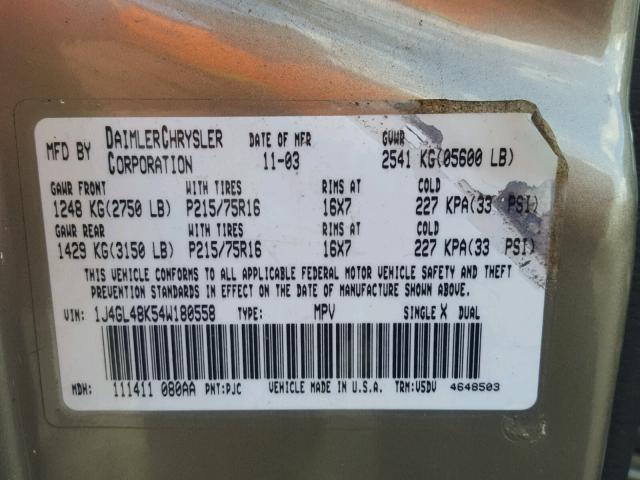 MFD BY DAIMLERCHRYSLER CORPORATION DATE OF MFR 11-03 GVWR 2541 KG(05600 LB)
GAWR FRONT WITH TIRES RIMS AT COLD
1248 KG(2750 LB) P215/75R16 16X7 227 KPA(33 PSI)
GAWR REAR WITH TIRES RIMS AT COLD
1429 KG(3150 LB) P215/75R16 16X7 227 KPA(33 PSI)
THIS VEHICLE CONFORMS TO ALL APPLICABLE FEDERAL MOTOR VEHICLE SAFETY AND THEFT
PREVENTION STANDARDS IN EFFECT ON THE DATE OF MANUFACTURE SHOWN ABOVE.
VIN: 1J4GL48K54W180558 TYPE: MPV SINGLE X DUAL
MDH: 111411 080AA PNT:PJC VEHICLE MADE IN U.S.A. TRM:V5DV 4648503